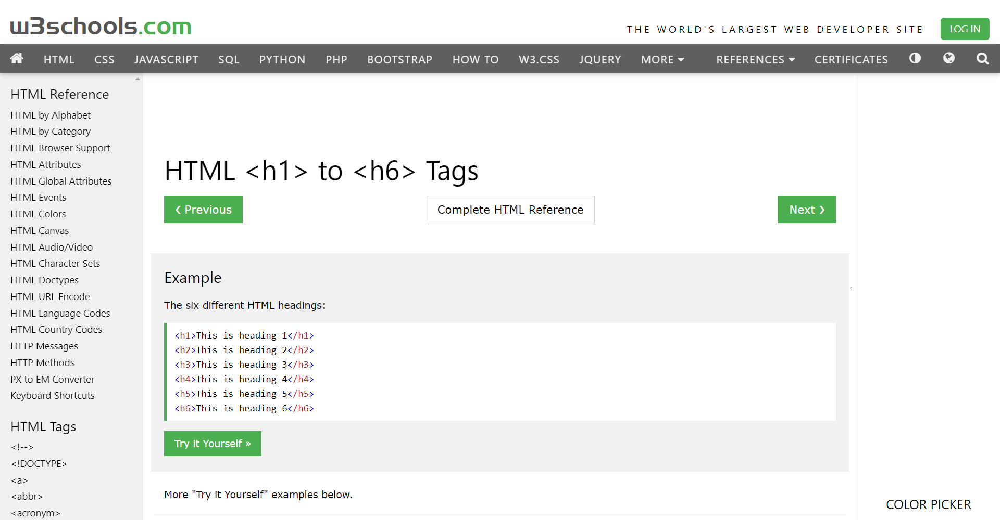 w3schools.com
THE WORLD'S LARGEST WEB DEVELOPER SITE
LOG IN
HTML CSS JAVASCRIPT SQL PYTHON PHP BOOTSTRAP HOW TO W3.CSS JQUERY MORE REFERENCES CERTIFICATES
HTML Reference
HTML by Alphabet
HTML by Category
HTML Browser Support
HTML Attributes
HTML Global Attributes
HTML Events
HTML Colors
HTML Canvas
HTML Audio/Video
HTML Character Sets
HTML Doctypes
HTML URL Encode
HTML Language Codes
HTML Country Codes
HTTP Messages
HTTP Methods
PX to EM Converter
Keyboard Shortcuts
HTML Tags
<!-->
<!DOCTYPE>
<a>
<abbr>
<acronym>
HTML <h1> to <h6> Tags
❮ Previous
Complete HTML Reference
Next ❯
Example
The six different HTML headings:
<h1>This is heading 1</h1>
<h2>This is heading 2</h2>
<h3>This is heading 3</h3>
<h4>This is heading 4</h4>
<h5>This is heading 5</h5>
<h6>This is heading 6</h6>
Try it Yourself »
More "Try it Yourself" examples below.
.
COLOR PICKER